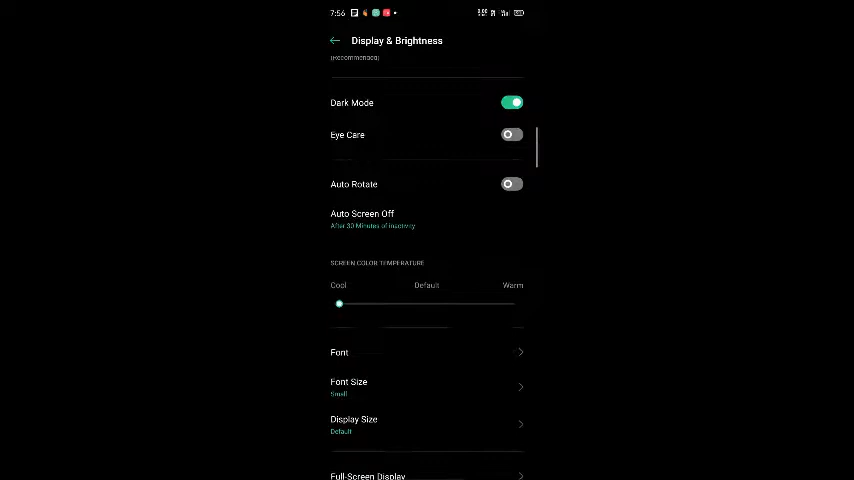 7:56
Display & Brightness
(Recommended)
Dark Mode
Eye Care
Auto Rotate
Auto Screen Off
After 30 Minutes of inactivity
SCREEN COLOR TEMPERATURE
Cool Default Warm
Font
Font Size
Small
Display Size
Default
Full-Screen Display